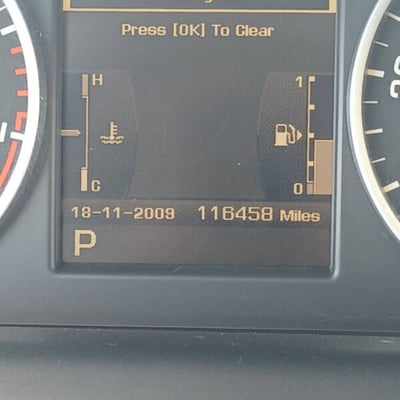 Press [OK] To Clear
H 1
C 0
18-11-2009 116458 Miles
P